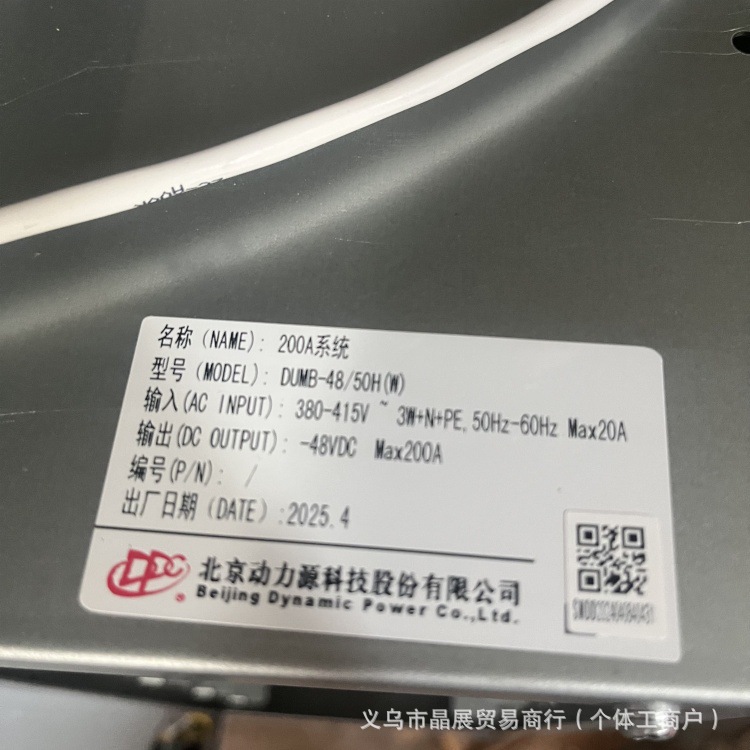 名称（NAME）: 200A系统
型号（MODEL）: DUMB-48/50H(W)
输入(AC INPUT): 380-415V ~ 3W+N+PE,50Hz-60Hz Max20A
输出(DC OUTPUT): -48VDC Max200A
编号(P/N): /
出厂日期（DATE）:2025.4
北京动力源科技股份有限公司
Beijing Dynamic Power Co.,Ltd.
义乌市晶展贸易商行（个体工商户）